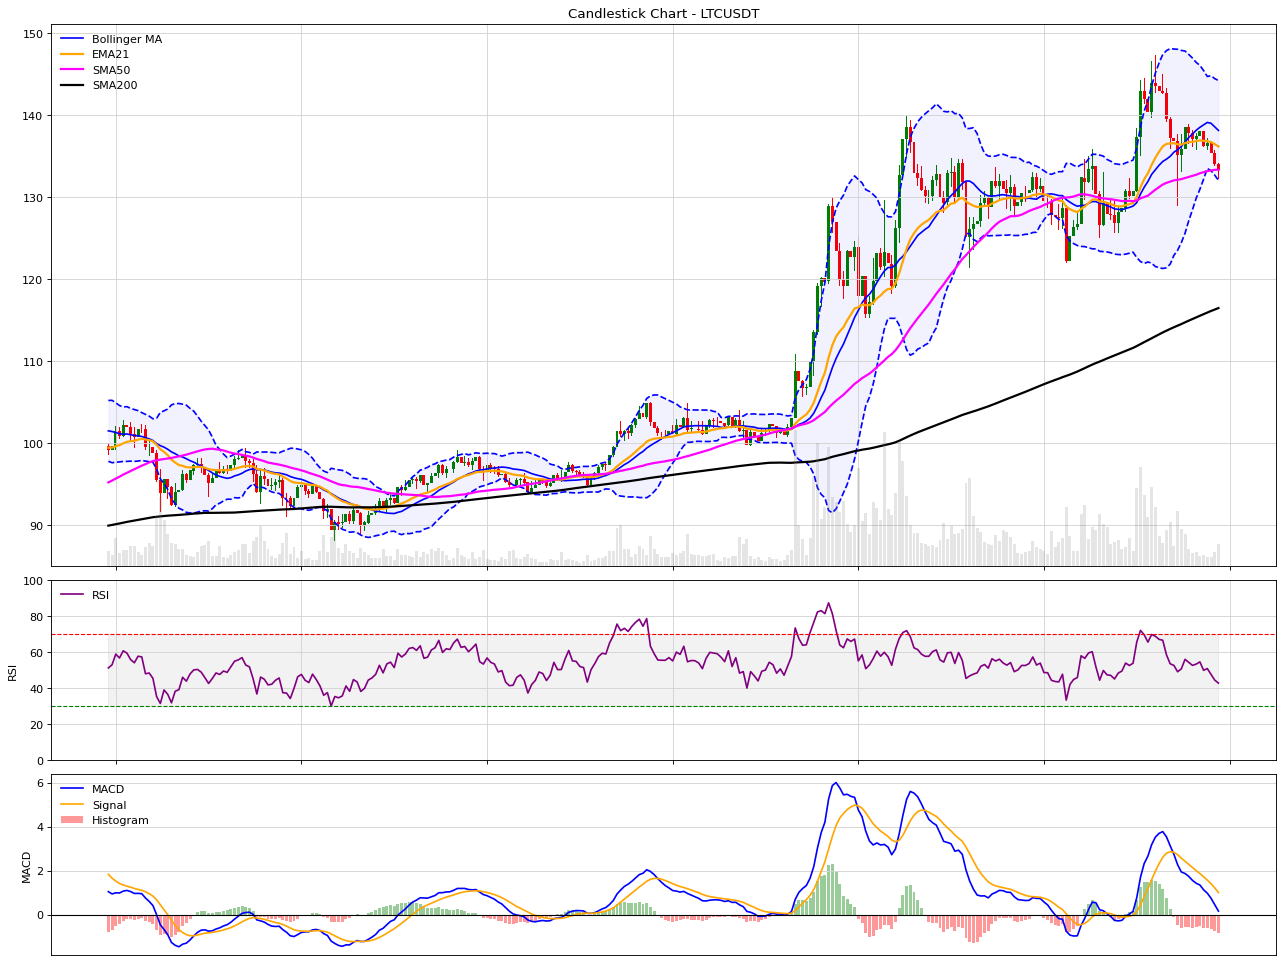 Candlestick Chart - LTCUSDT
150
140
130
120
110
100
90
Bollinger MA
EMA21
SMA50
SMA200
100
80
60
40
20
0
RSI
RSI
6
4
2
0
MACD
MACD
Signal
Histogram